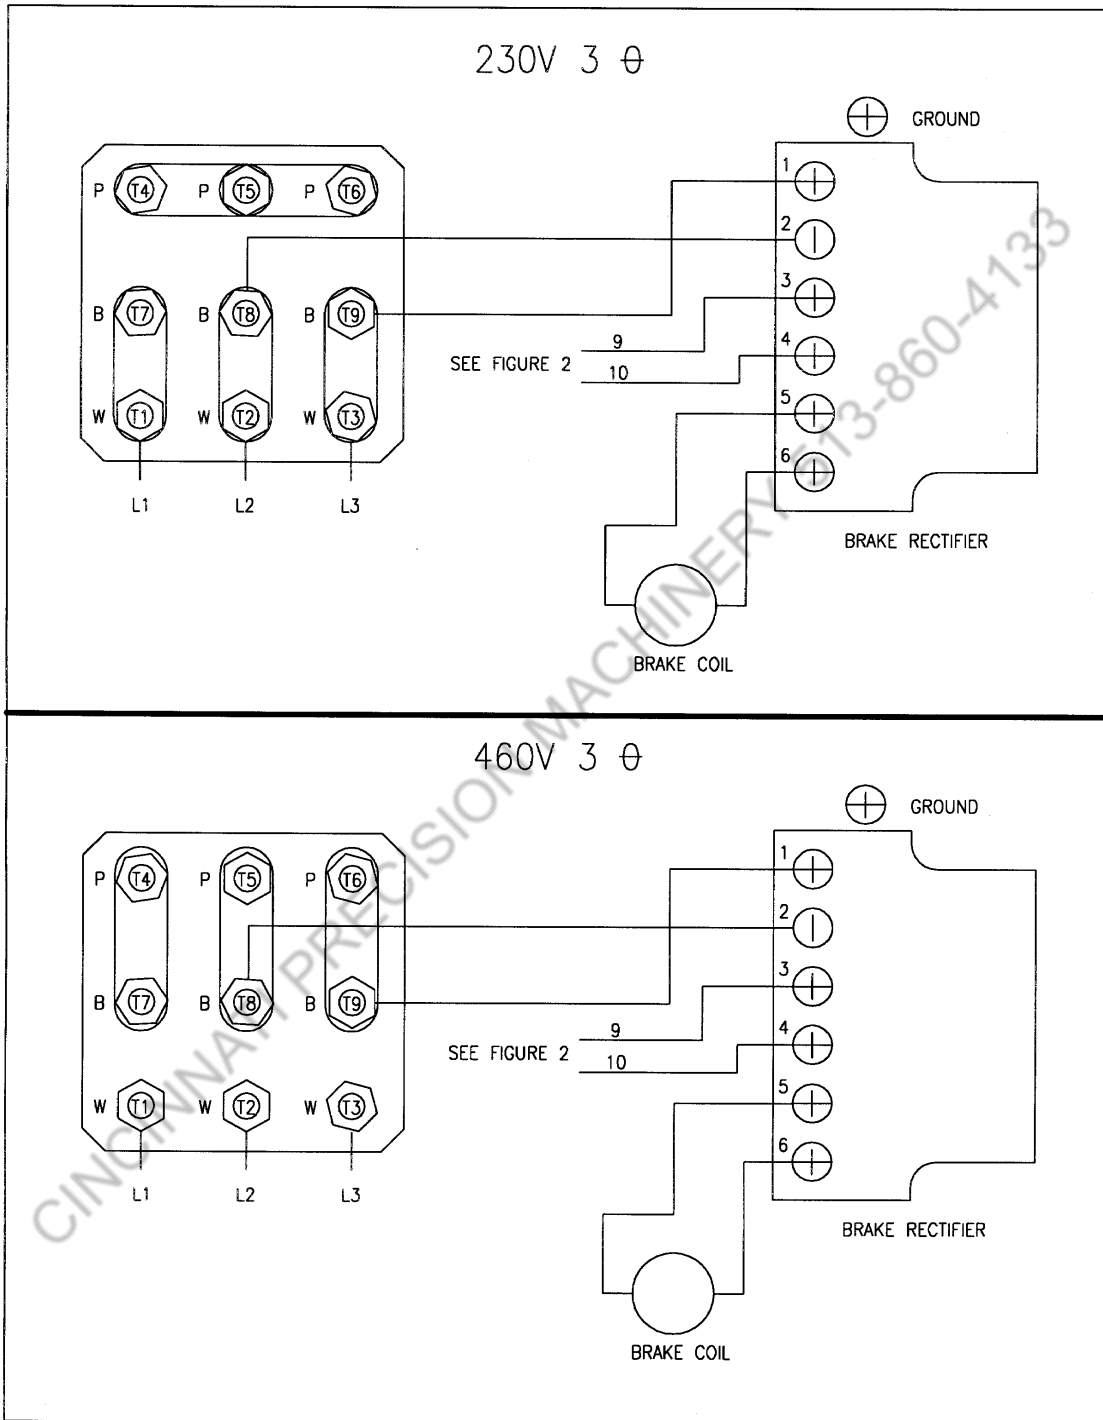 230V 3 θ
GROUND
P T4 P T5 P T6
1
2
3
4
5
6
B T7 B T8 B T9
9
SEE FIGURE 2
10
W T1 W T2 W T3
L1 L2 L3
BRAKE RECTIFIER
BRAKE COIL
460V 3 θ
GROUND
P T4 P T5 P T6
1
2
3
4
5
6
B T7 B T8 B T9
9
SEE FIGURE 2
10
W T1 W T2 W T3
L1 L2 L3
BRAKE RECTIFIER
BRAKE COIL
CINCINNATI PRECISION MACHINERY 513-860-4133